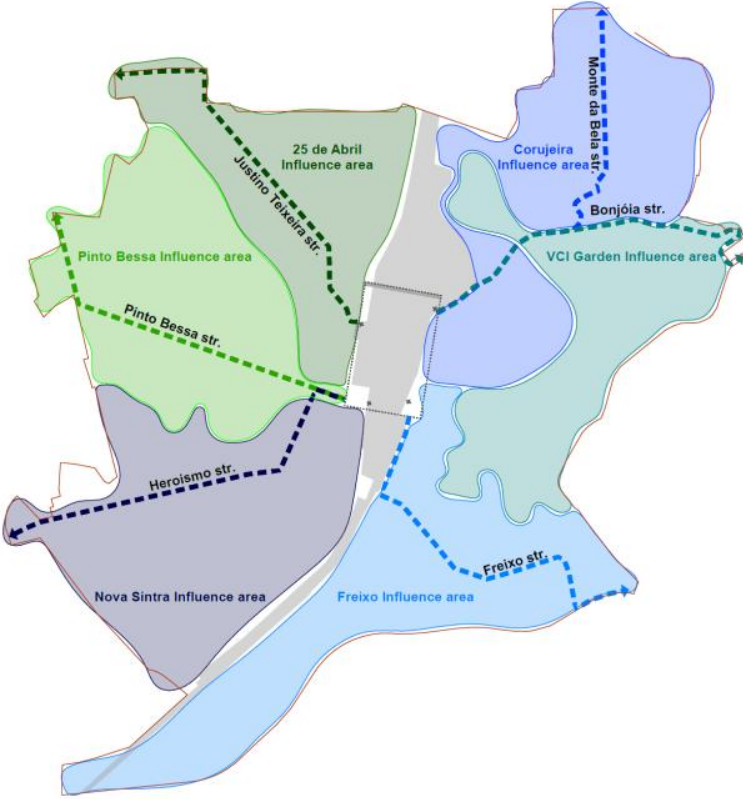 Monte da Bela str.
25 de Abril
Influence area
Corujeira
Influence area
Justino Teixeira str.
Bonjóia str.
Pinto Bessa Influence area
VCI Garden Influence area
Pinto Bessa str.
Heroismo str.
Freixo str.
Nova Sintra Influence area
Freixo Influence area